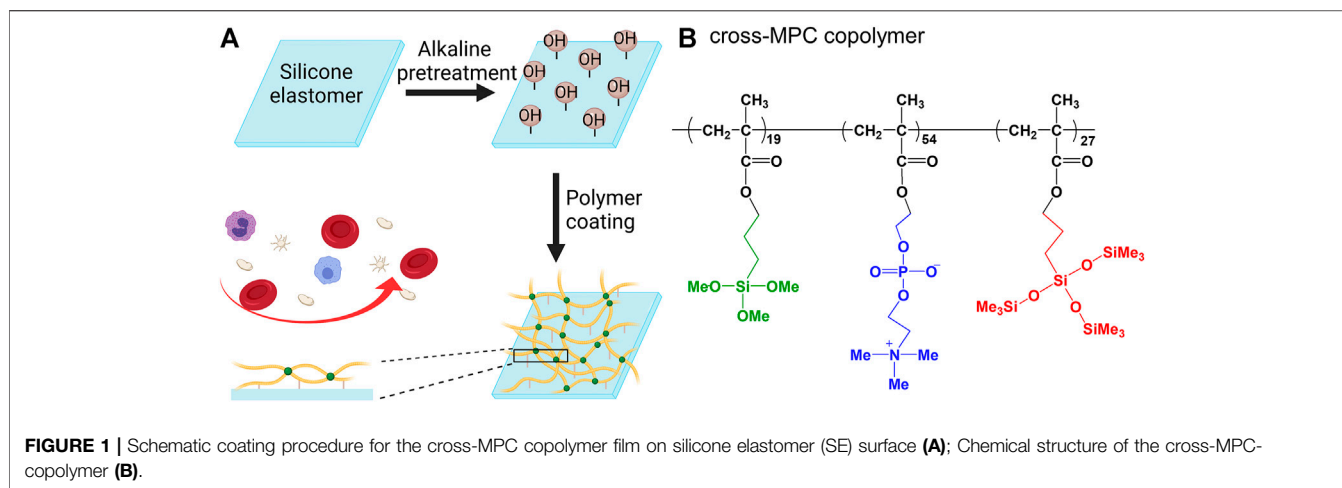 A
Silicone
elastomer
Alkaline
pretreatment
OH
OH
OH
OH
OH
OH
OH
OH
Polymer
coating
B cross-MPC copolymer
CH₃ CH₃ CH₃
CH₂ C 19 CH₂ C 54 CH₂ C 27
C=O C=O C=O
O O O
O
O=P-O⁻
O
MeO-Si-OMe
OMe
Me-N⁺-Me
Me
SiMe₃
O
Si-O
Me₃Si-O
O
SiMe₃
FIGURE 1 | Schematic coating procedure for the cross-MPC copolymer film on silicone elastomer (SE) surface (A); Chemical structure of the cross-MPC-
copolymer (B).